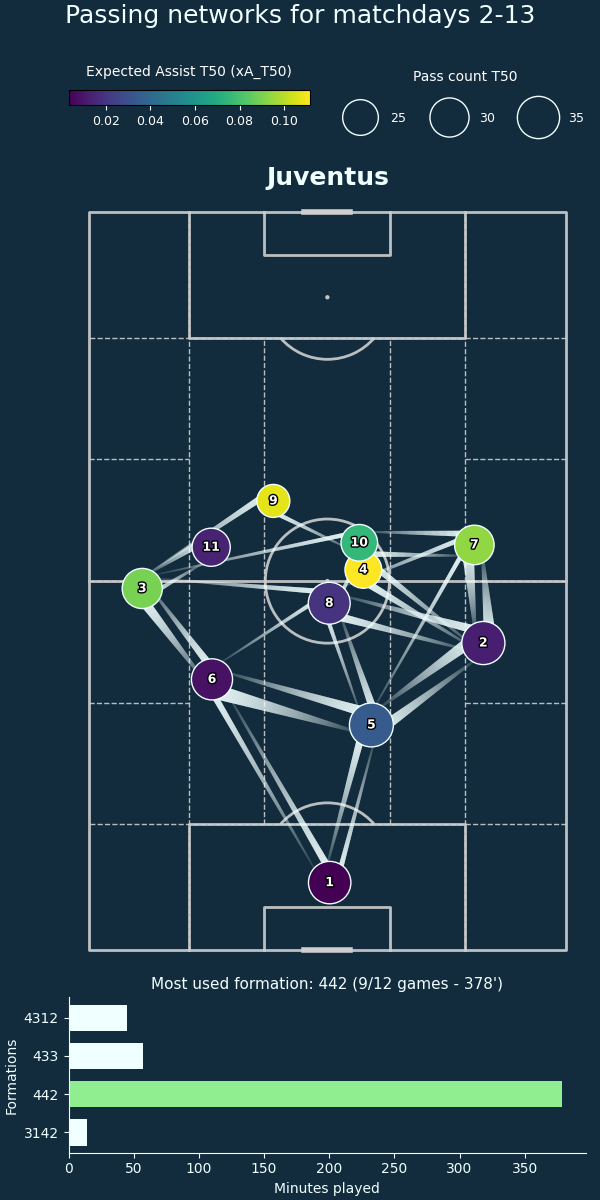 Passing networks for matchdays 2-13
Expected Assist T50 (xA_T50)
0.02 0.04 0.06 0.08 0.10
Pass count T50
25 30 35
Juventus
9
10
7
11
4
3
8
2
6
5
1
Most used formation: 442 (9/12 games - 378')
Formations
4312
433
442
3142
0 50 100 150 200 250 300 350
Minutes played